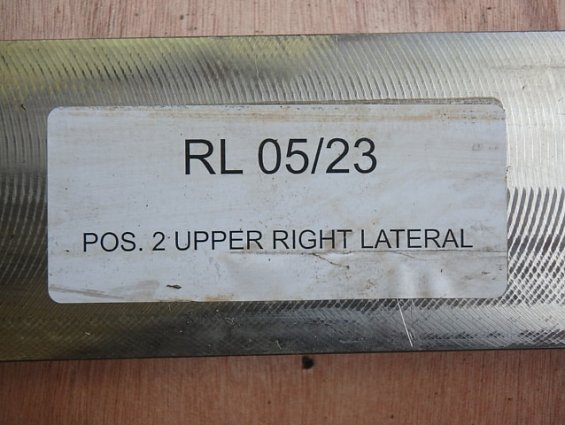 RL 05/23
POS. 2 UPPER RIGHT LATERAL